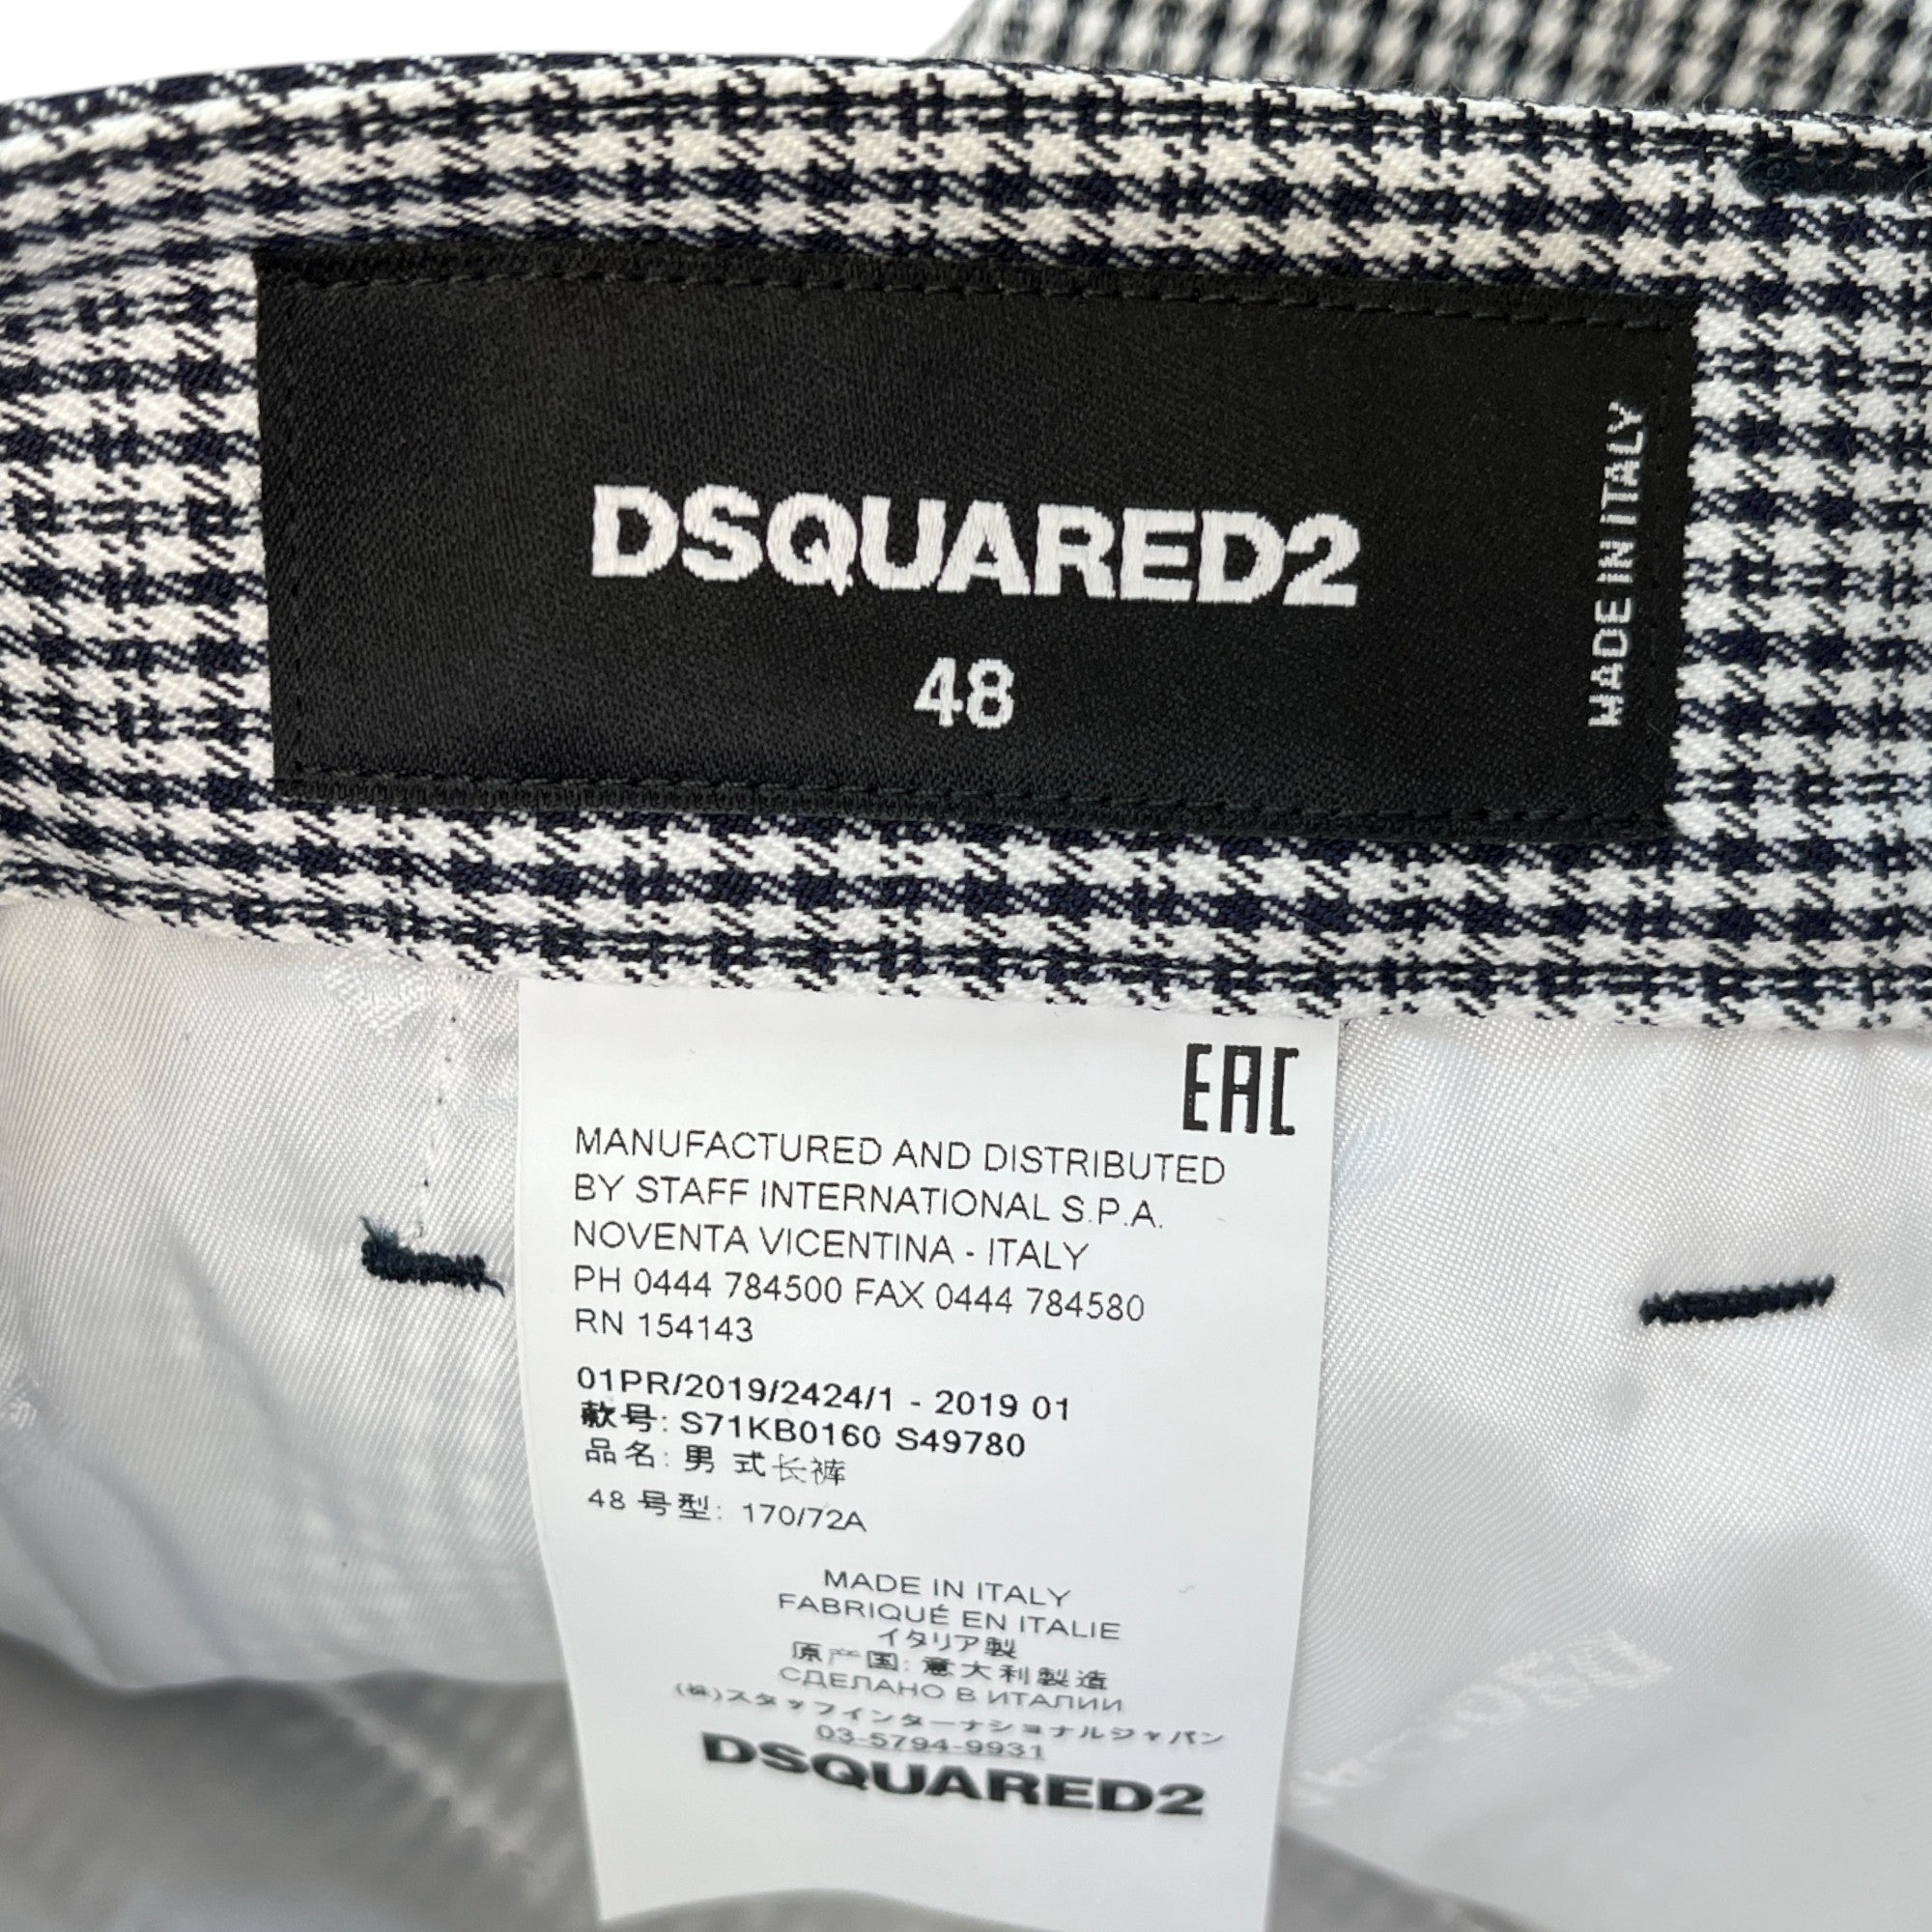 DSQUARED2
48
MADE IN ITALY
EAC
MANUFACTURED AND DISTRIBUTED
BY STAFF INTERNATIONAL S.P.A.
NOVENTA VICENTINA - ITALY
PH 0444 784500 FAX 0444 784580
RN 154143
01PR/2019/2424/1 - 2019 01
款号: S71KB0160 S49780
品名: 男 式长裤
48 号型: 170/72A
MADE IN ITALY
FABRIQUÉ EN ITALIE
イタリア製
原产国: 意大利製造
СДЕЛАНО В ИТАЛИИ
(株)スタッフインターナショナルジャパン
03-5794-9931
DSQUARED2